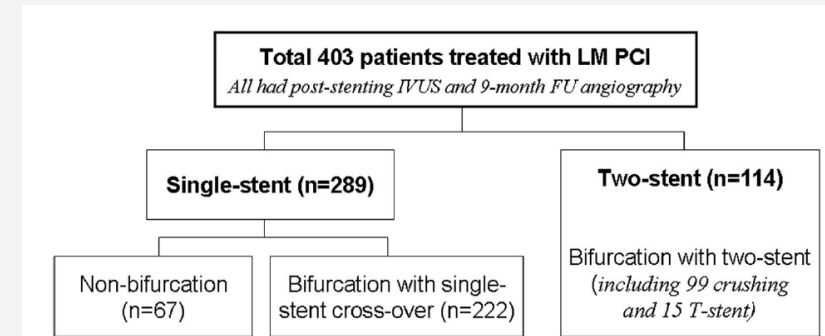 Total 403 patients treated with LM PCI
All had post-stenting IVUS and 9-month FU angiography
Single-stent (n=289)
Two-stent (n=114)
Non-bifurcation
(n=67)
Bifurcation with single-
stent cross-over (n=222)
Bifurcation with two-stent
(including 99 crushing
and 15 T-stent)